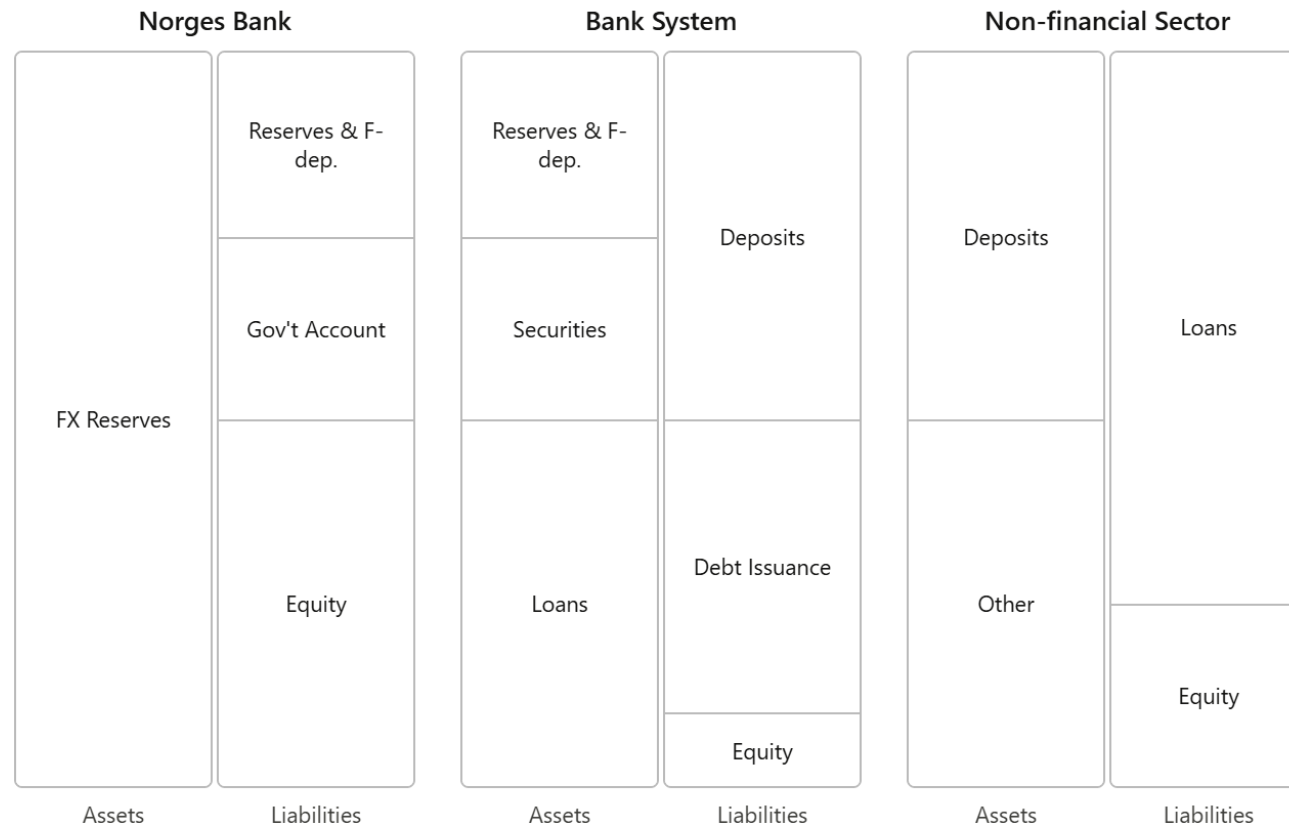 Norges Bank
Bank System
Non-financial Sector
FX Reserves
Reserves & F-
dep.
Gov't Account
Equity
Reserves & F-
dep.
Securities
Loans
Deposits
Debt Issuance
Equity
Deposits
Other
Loans
Equity
Assets
Liabilities
Assets
Liabilities
Assets
Liabilities